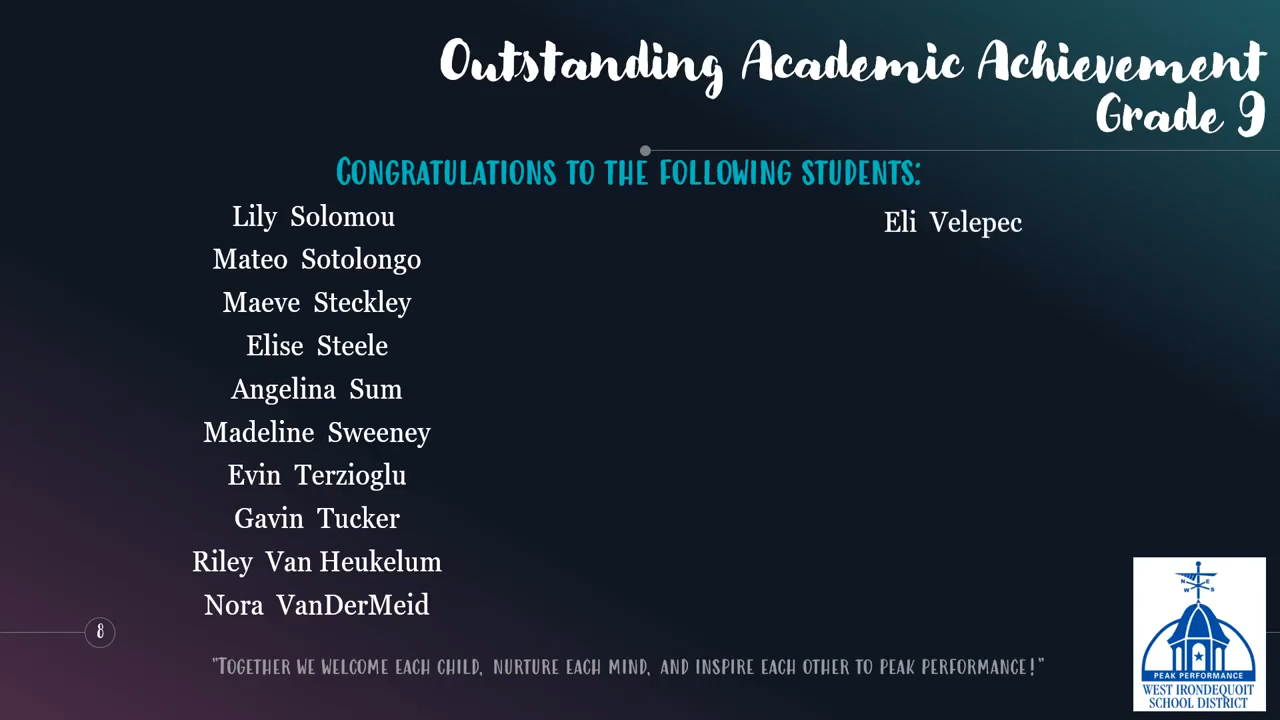 Outstanding Academic Achievement
Grade 9
Congratulations to the following students:
Lily Solomou
Mateo Sotolongo
Maeve Steckley
Elise Steele
Angelina Sum
Madeline Sweeney
Evin Terzioglu
Gavin Tucker
Riley Van Heukelum
Nora VanDerMeid
Eli Velepec
8
"Together we welcome each child, nurture each mind, and inspire each other to peak performance!"
N E
W S
PEAK PERFORMANCE
WEST IRONDEQUOIT
SCHOOL DISTRICT